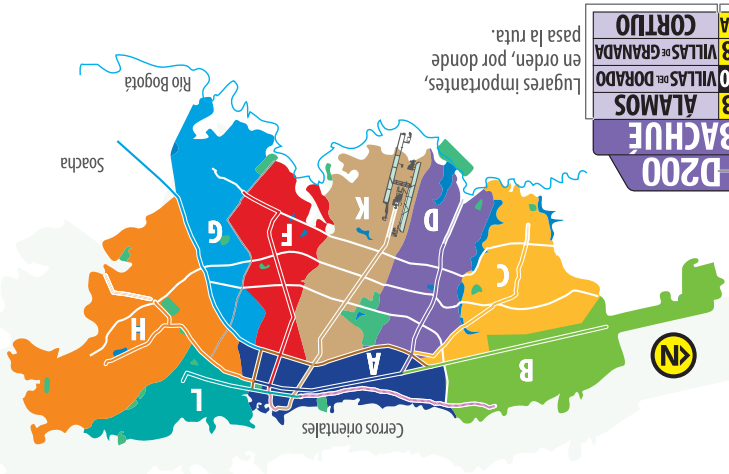 Cerros orientales
L
A
B
N
H
G
F
K
D
C
Soacha
Río Bogotá
D200
BACHUÉ
ÁLAMOS
VILLAS DEL DORADO
VILLAS DE GRANADA
CORTIJO
Lugares importantes,
en orden, por donde
pasa la ruta.